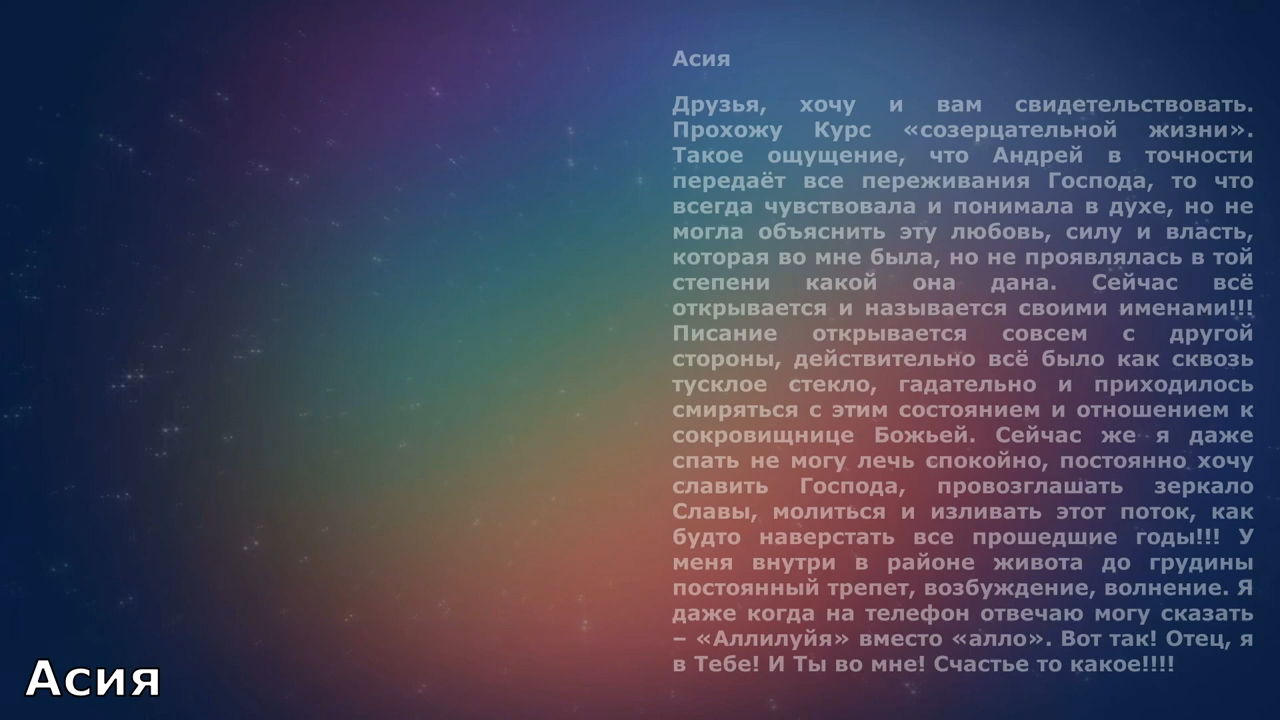 Асия
Друзья, хочу и вам свидетельствовать.
Прохожу Курс «созерцательной жизни».
Такое ощущение, что Андрей в точности
передаёт все переживания Господа, то что
всегда чувствовала и понимала в духе, но не
могла объяснить эту любовь, силу и власть,
которая во мне была, но не проявлялась в той
степени какой она дана. Сейчас всё
открывается и называется своими именами!!!
Писание открывается совсем с другой
стороны, действительно всё было как сквозь
тусклое стекло, гадательно и приходилось
смиряться с этим состоянием и отношением к
сокровищнице Божьей. Сейчас же я даже
спать не могу лечь спокойно, постоянно хочу
славить Господа, провозглашать зеркало
Славы, молиться и изливать этот поток, как
будто наверстать все прошедшие годы!!! У
меня внутри в районе живота до грудины
постоянный трепет, возбуждение, волнение. Я
даже когда на телефон отвечаю могу сказать
– «Аллилуйя» вместо «алло». Вот так! Отец, я
в Тебе! И Ты во мне! Счастье то какое!!!!
Асия